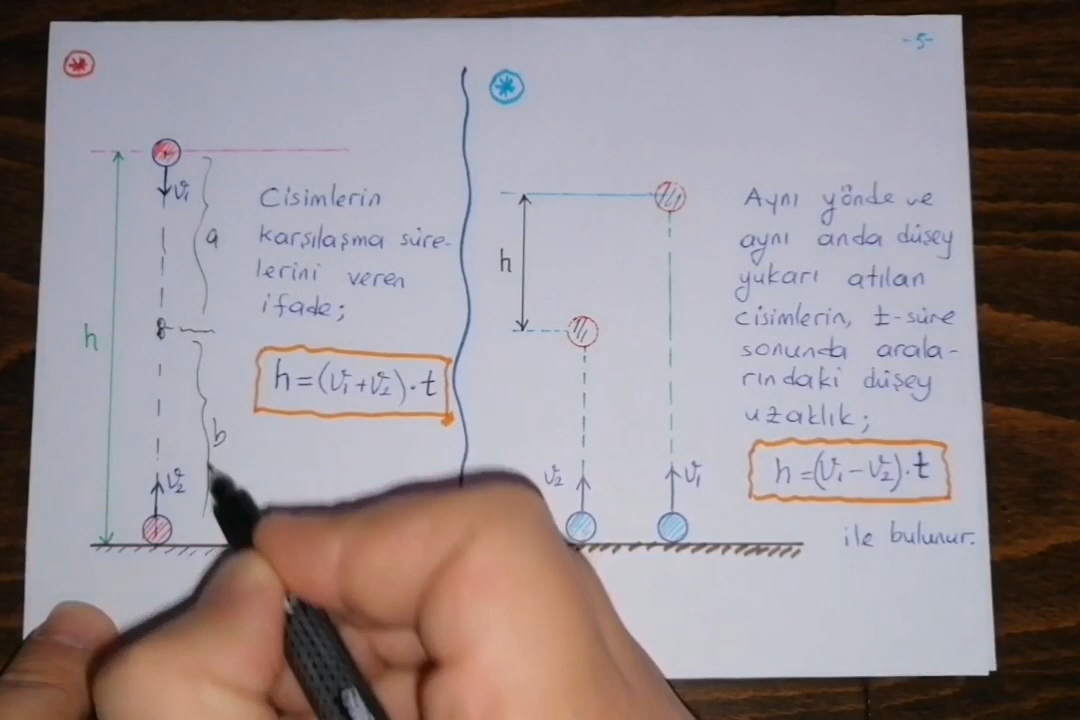 -5-
v₁
a
h
b
v₂
Cisimlerin
karşılaşma süre-
lerini veren
ifade;
h=(v₁+v₂)·t
h
v₂
v₁
Aynı yönde ve
aynı anda düşey
yukarı atılan
cisimlerin, t-süre
sonunda arala-
rındaki düşey
uzaklık;
h=(v₁-v₂)·t
ile bulunur.